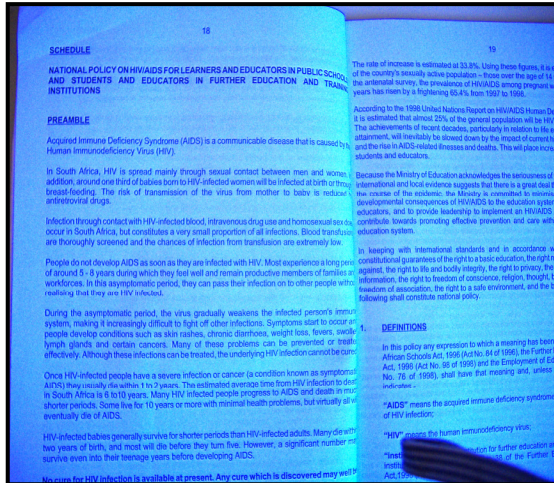 18
SCHEDULE
NATIONAL POLICY ON HIV/AIDS FOR LEARNERS AND EDUCATORS IN PUBLIC SCHOOLS
AND STUDENTS AND EDUCATORS IN FURTHER EDUCATION AND TRAINING
INSTITUTIONS
PREAMBLE
Acquired Immune Deficiency Syndrome (AIDS) is a communicable disease that is caused by the
Human Immunodeficiency Virus (HIV).
In South Africa, HIV is spread mainly through sexual contact between men and women.
addition, around one third of babies born to HIV-infected women will be infected at birth or through
breast-feeding. The risk of transmission of the virus from mother to baby is reduced
antiretroviral drugs.
Infection through contact with HIV-infected blood, intravenous drug use and homosexual sex
occur in South Africa, but constitutes a very small proportion of all infections. Blood transfusion
are thoroughly screened and the chances of infection from transfusion are extremely low.
People do not develop AIDS as soon as they are infected with HIV. Most experience a long
of around 5 - 8 years during which they feel well and remain productive members of families
workforces. In this asymptomatic period, they can pass their infection on to other people
realising that they are HIV infected.
During the asymptomatic period, the virus gradually weakens the infected person's
system, making it increasingly difficult to fight off other infections. Symptoms start to occur
people develop conditions such as skin rashes, chronic diarrhoea, weight loss, fevers,
lymph glands and certain cancers. Many of these problems can be prevented or
effectively. Although these infections can be treated, the underlying HIV infection cannot be
Once HIV-infected people have a severe infection or cancer (a condition known as
AIDS) they usually die within 1 to 2 years. The estimated average time from HIV infection to
in South Africa is 6 to10 years. Many HIV infected people progress to AIDS and death in
shorter periods. Some live for 10 years or more with minimal health problems, but virtually all
eventually die of AIDS.
HIV-infected babies generally survive for shorter periods than HIV-infected adults. Many die
two years of birth, and most will die before they turn five. However, a significant number
survive even into their teenage years before developing AIDS.
No cure for HIV infection is available at present. Any cure which is discovered may well
19
The rate of increase is estimated at 33.8%. Using these figures, it is
of the country's sexually active population - those over the age of 14
the antenatal survey, the prevalence of HIV/AIDS among pregnant
years has risen by a frightening 65.4% from 1997 to 1998.
According to the 1998 United Nations Report on HIV/AIDS Human
it is estimated that almost 25% of the general population will be HIV
The achievements of recent decades, particularly in relation to life
attainment, will inevitably be slowed down by the impact of current
and the rise in AIDS-related illnesses and deaths. This will place
students and educators.
Because the Ministry of Education acknowledges the seriousness of
international and local evidence suggests that there is a great deal
the course of the epidemic, the Ministry is committed to
developmental consequences of HIV/AIDS to the education system
educators, and to provide leadership to implement an HIV/AIDS
contribute towards promoting effective prevention and care
education system.
In keeping with international standards and in accordance
constitutional guarantees of the right to a basic education, the right
against, the right to life and bodily integrity, the right to privacy, the
information, the right to freedom of conscience, religion, thought,
freedom of association, the right to a safe environment, and the
following shall constitute national policy.
1. DEFINITIONS
In this policy any expression to which a meaning has been
African Schools Act, 1996 (Act No. 84 of 1996), the Further
Act, 1998 (Act No. 98 of 1998) and the Employment of
No. 76 of 1998), shall have that meaning and, unless
indicates -
"AIDS" means the acquired immune deficiency syndrome
of HIV infection;
"HIV" means the human immunodeficiency virus;
for further education
of the Further
Act,